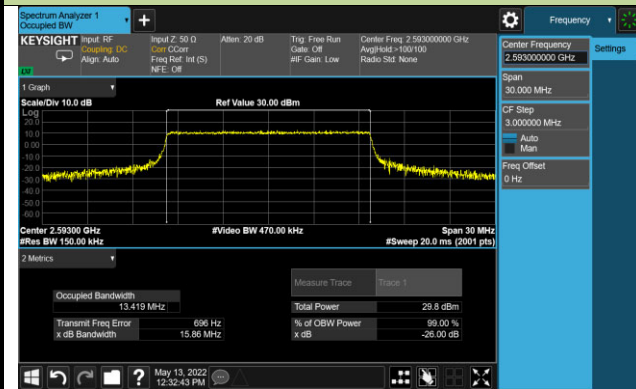 Spectrum Analyzer 1
Occupied BW
Frequency
KEYSIGHT
Input: RF
Coupling: DC
Align: Auto
Input Z: 50 Ω
Corr CCorr
Freq Ref: Int (S)
NFE: Off
Atten: 20 dB
Trig: Free Run
Gate: Off
#IF Gain: Low
Center Freq: 2.593000000 GHz
Avg|Hold:>100/100
Radio Std: None
Center Frequency
2.593000000 GHz
Settings
Span
30.000 MHz
CF Step
3.000000 MHz
Auto
Man
Freq Offset
0 Hz
1 Graph
Scale/Div 10.0 dB
Ref Value 30.00 dBm
Log
20.0
10.0
0.00
-10.0
-20.0
-30.0
-40.0
-50.0
-60.0
Center 2.59300 GHz
#Video BW 470.00 kHz
Span 30 MHz
#Res BW 150.00 kHz
#Sweep 20.0 ms (2001 pts)
2 Metrics
Measure Trace
Trace 1
Occupied Bandwidth
13.419 MHz
Total Power
29.8 dBm
Transmit Freq Error
696 Hz
% of OBW Power
99.00 %
x dB Bandwidth
15.86 MHz
x dB
-26.00 dB
?
May 13, 2022
12:32:43 PM